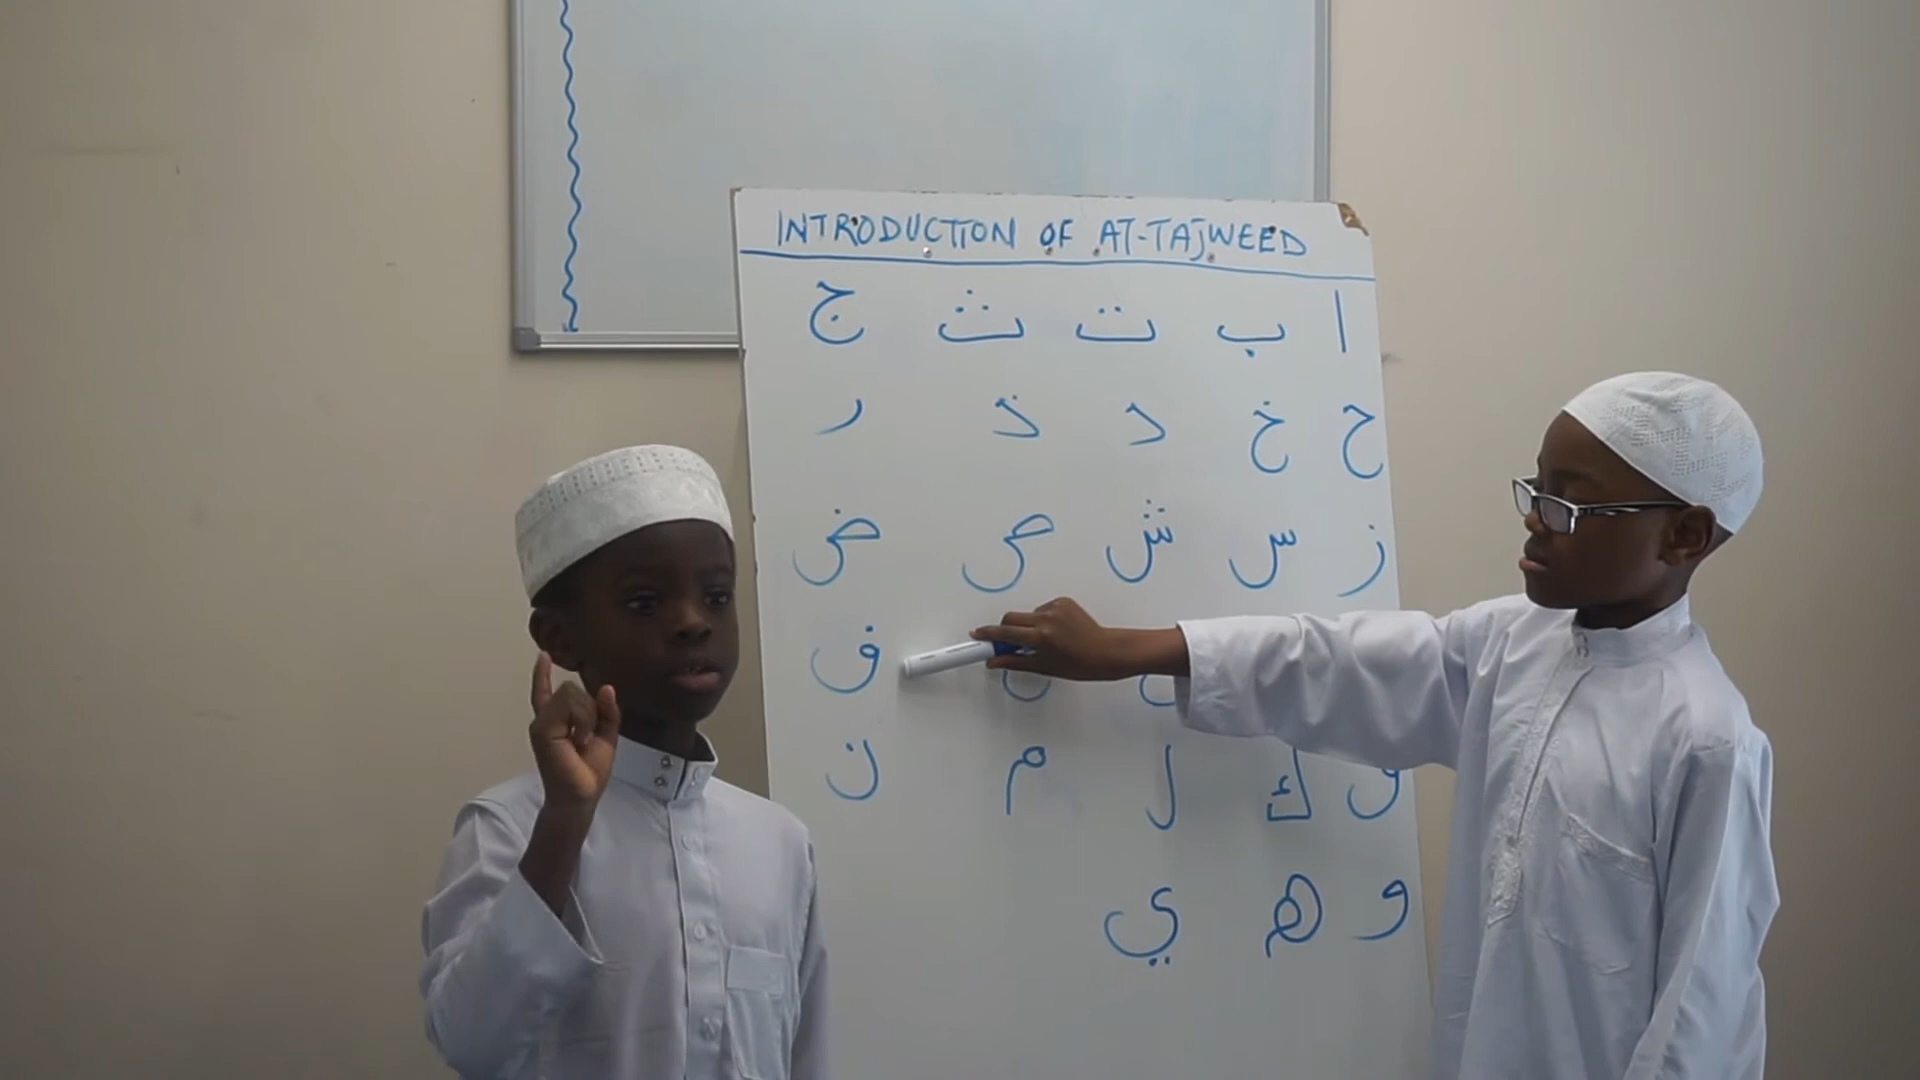 INTRODUCTION OF AT-TAJWEED
ا ب ت ث ج
ح خ د ذ ر
ز س ش ص ض
ف
ل م ن
و ه ي